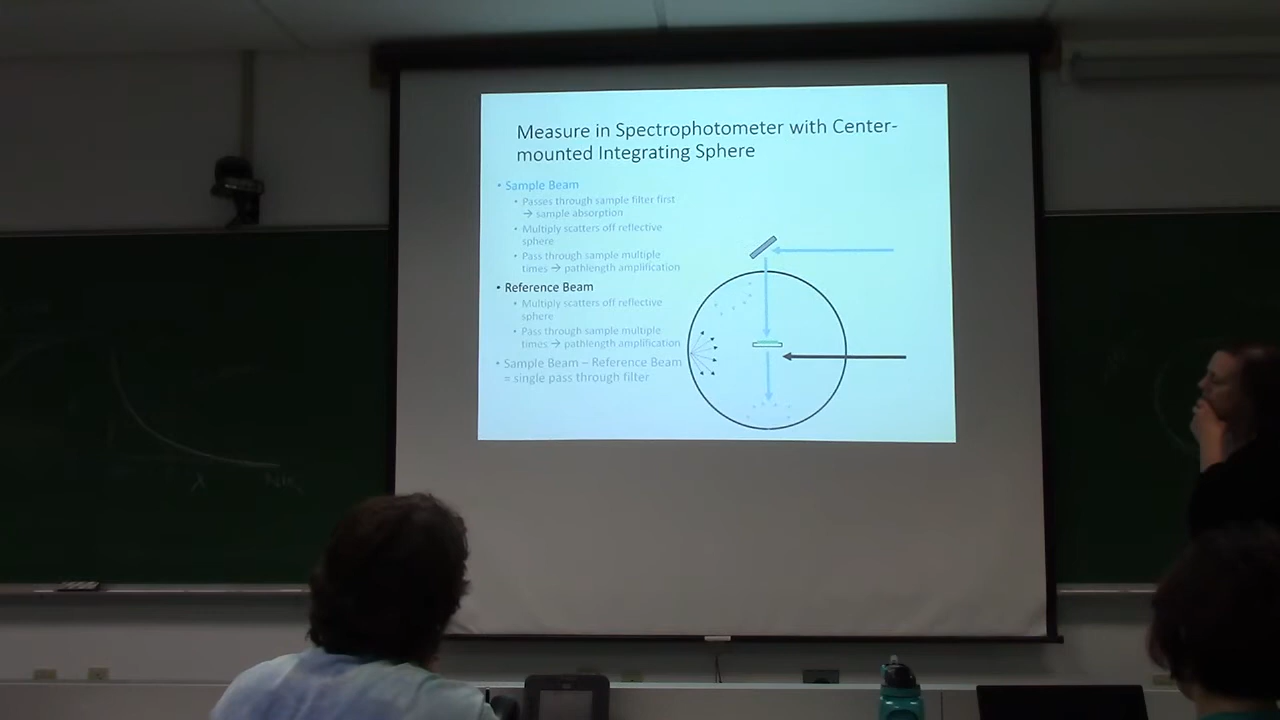 Measure in Spectrophotometer with Center-
mounted Integrating Sphere
• Sample Beam
• Passes through sample filter first
→ sample absorption
• Multiply scatters off reflective
sphere
• Pass through sample multiple
times → pathlength amplification
• Reference Beam
• Multiply scatters off reflective
sphere
• Pass through sample multiple
times → pathlength amplification
• Sample Beam – Reference Beam
= single pass through filter
λ